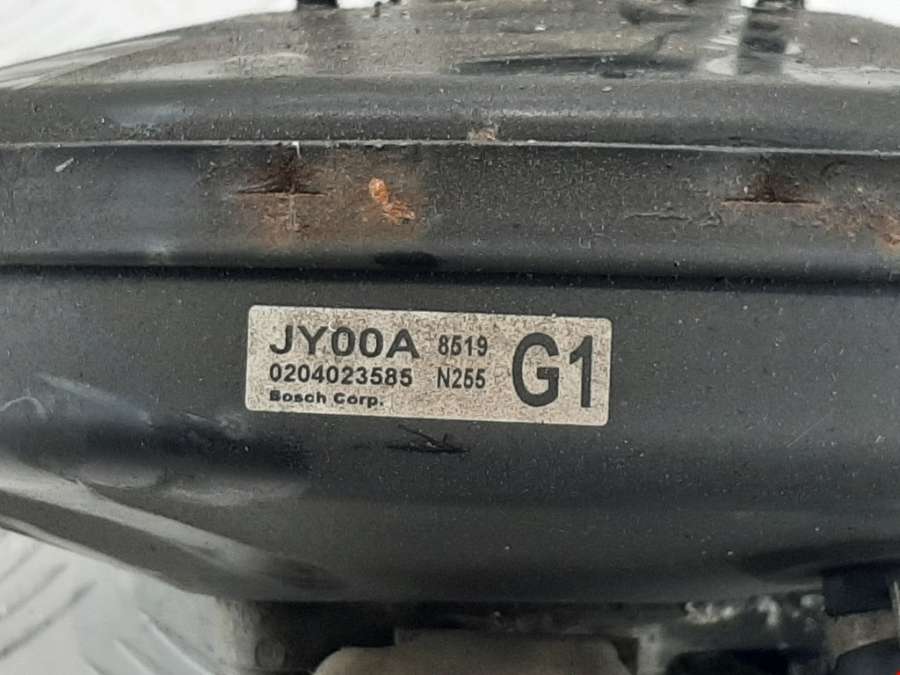 JY00A 8519 G1
0204023585 N255
Bosch Corp.